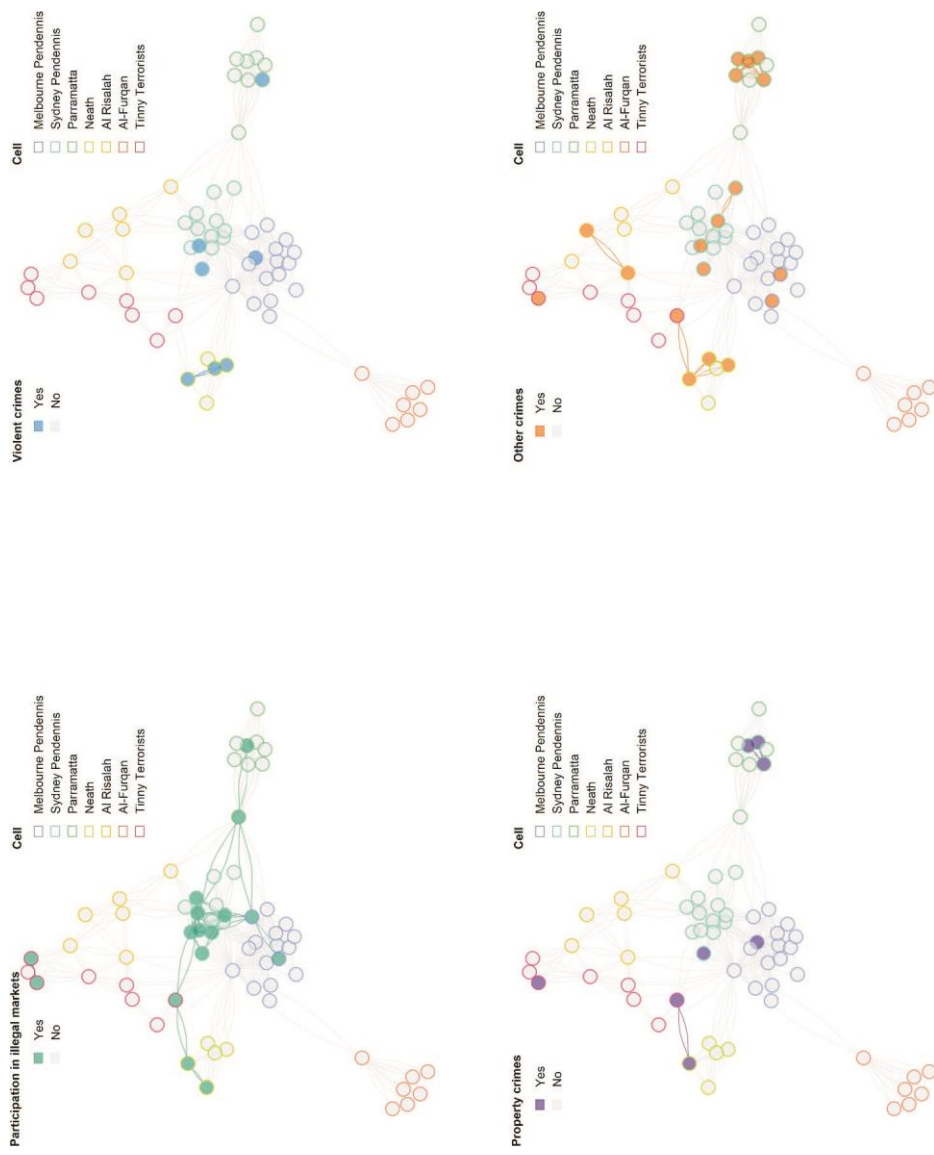 Participation in illegal markets
Yes
No
Cell
Melbourne Pendennis
Sydney Pendennis
Parramatta
Neath
Al Risalah
Al-Furqan
Tinny Terrorists
Violent crimes
Yes
No
Cell
Melbourne Pendennis
Sydney Pendennis
Parramatta
Neath
Al Risalah
Al-Furqan
Tinny Terrorists
Property crimes
Yes
No
Cell
Melbourne Pendennis
Sydney Pendennis
Parramatta
Neath
Al Risalah
Al-Furqan
Tinny Terrorists
Other crimes
Yes
No
Cell
Melbourne Pendennis
Sydney Pendennis
Parramatta
Neath
Al Risalah
Al-Furqan
Tinny Terrorists